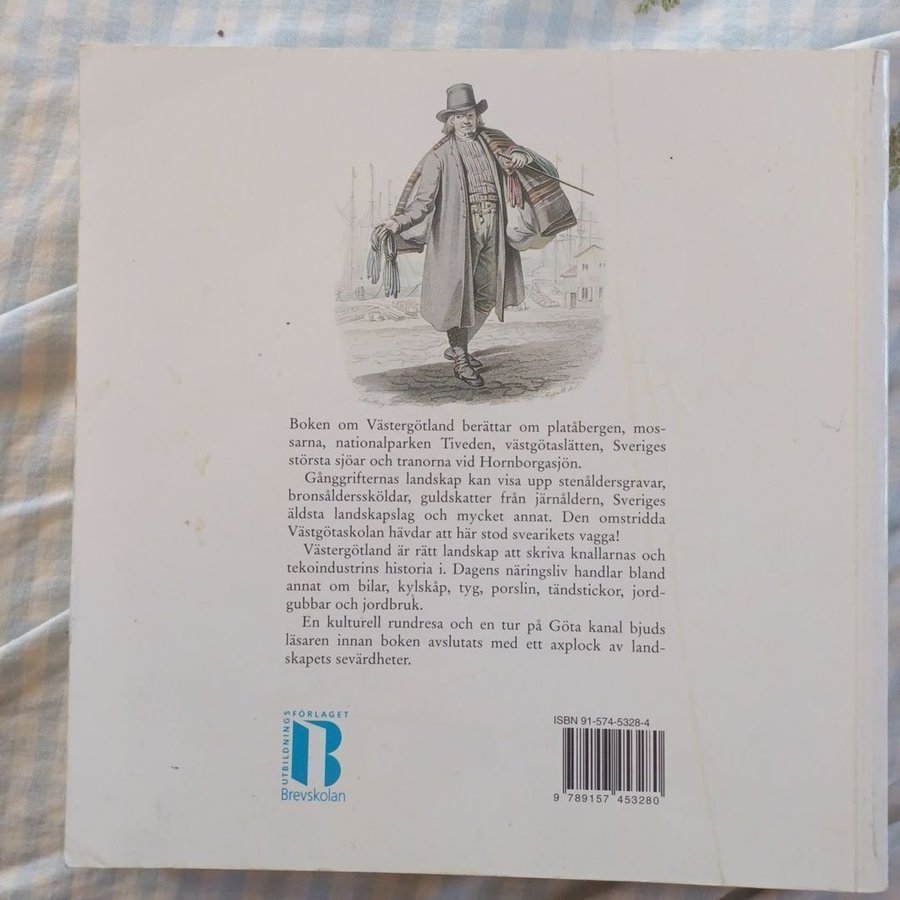 Boken om Västergötland berättar om platåbergen, mos-
sarna, nationalparken Tiveden, västgötaslätten, Sveriges
största sjöar och tranorna vid Hornborgasjön.
Gånggrifternas landskap kan visa upp stenåldersgravar,
bronsålderssköldar, guldskatter från järnåldern, Sveriges
äldsta landskapslag och mycket annat. Den omstridda
Västgötaskolan hävdar att här stod svearikets vagga!
Västergötland är rätt landskap att skriva knallarnas och
tekoindustrins historia i. Dagens näringsliv handlar bland
annat om bilar, kylskåp, tyg, porslin, tändstickor, jord-
gubbar och jordbruk.
En kulturell rundresa och en tur på Göta kanal bjuds
läsaren innan boken avslutats med ett axplock av land-
skapets sevärdheter.
UTBILDNINGS
FÖRLAGET
B
Brevskolan
ISBN 91-574-5328-4
9 789157 453280